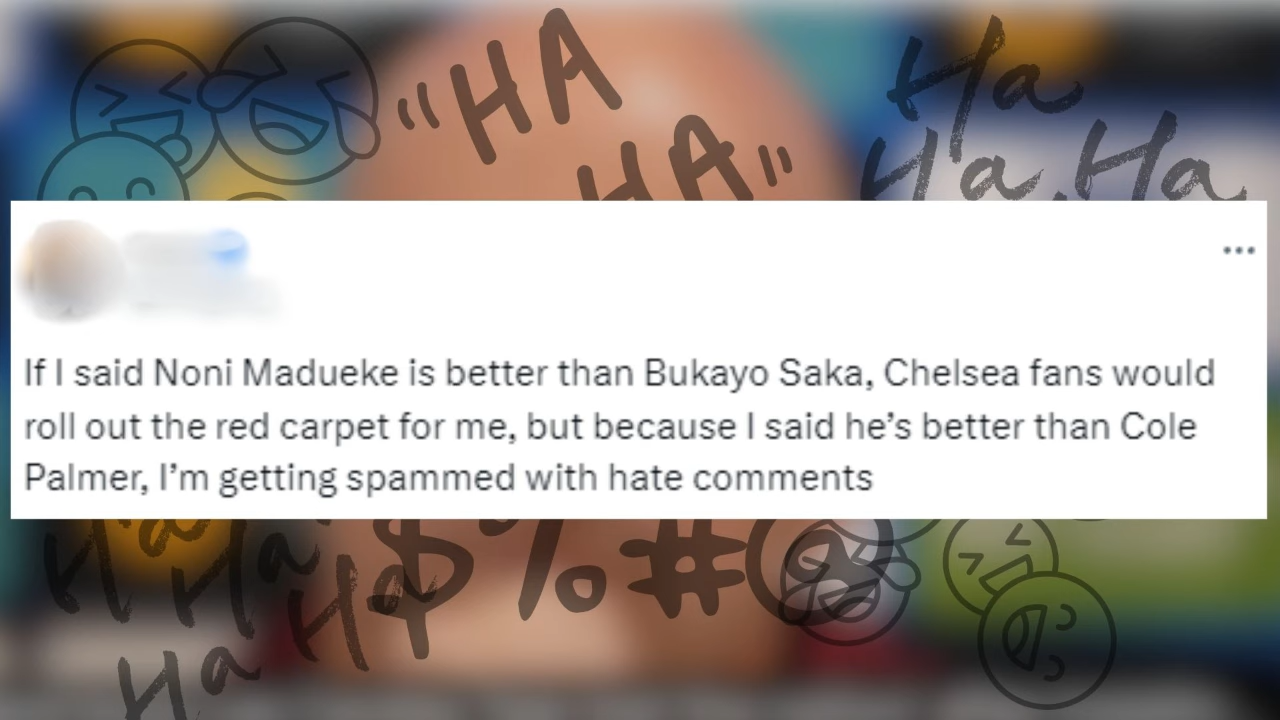 "HA
HA"
Ha
Ha Ha
If I said Noni Madueke is better than Bukayo Saka, Chelsea fans would
roll out the red carpet for me, but because I said he’s better than Cole
Palmer, I’m getting spammed with hate comments
Ha
Ha Ha
Ha
$%#@